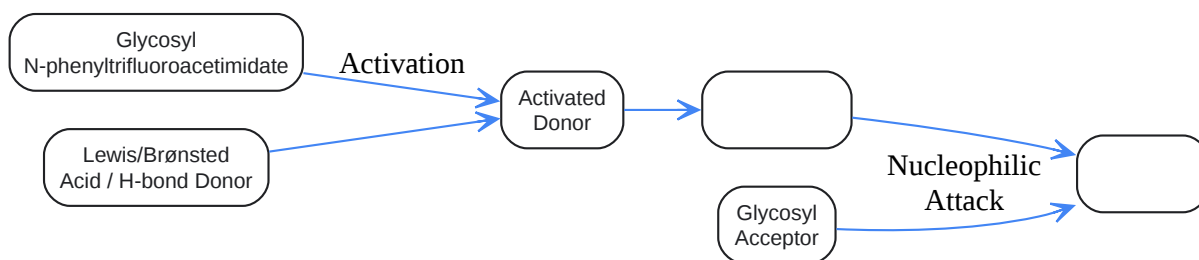 Glycosyl
N-phenyltrifluoroacetimidate
Activation
Activated
Donor
Lewis/Brønsted
Acid / H-bond Donor
Nucleophilic
Attack
Glycosyl
Acceptor